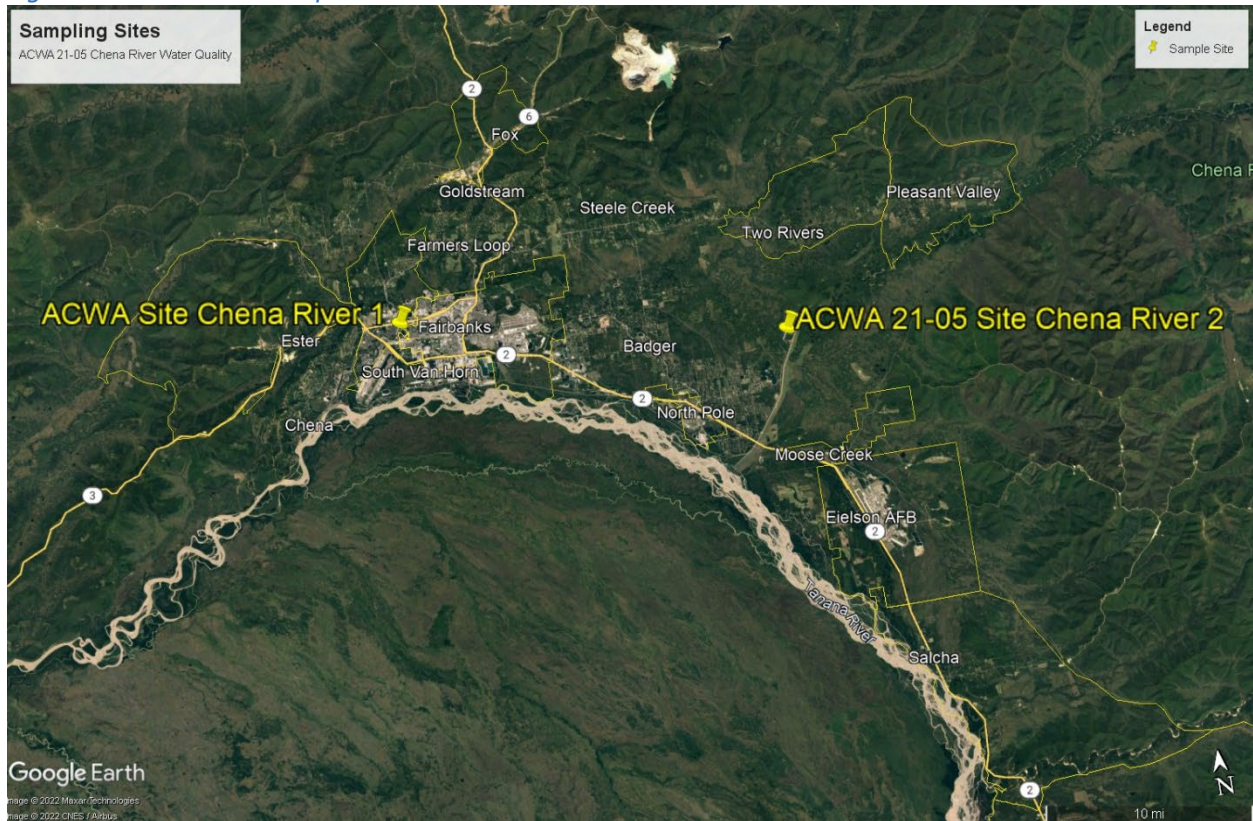 Sampling Sites
ACWA 21-05 Chena River Water Quality
Legend
Sample Site
2
6
Fox
Goldstream
Steele Creek
Pleasant Valley
Chena
Two Rivers
Farmers Loop
ACWA Site Chena River 1
ACWA 21-05 Site Chena River 2
Fairbanks
Ester
Badger
2
South Van Horn
2
North Pole
Chena
Moose Creek
3
Eielson AFB
2
Tanana River
Salcha
Google Earth
2
N
10 mi
Image © 2022 Maxar Technologies
Image © 2022 CNES / Airbus